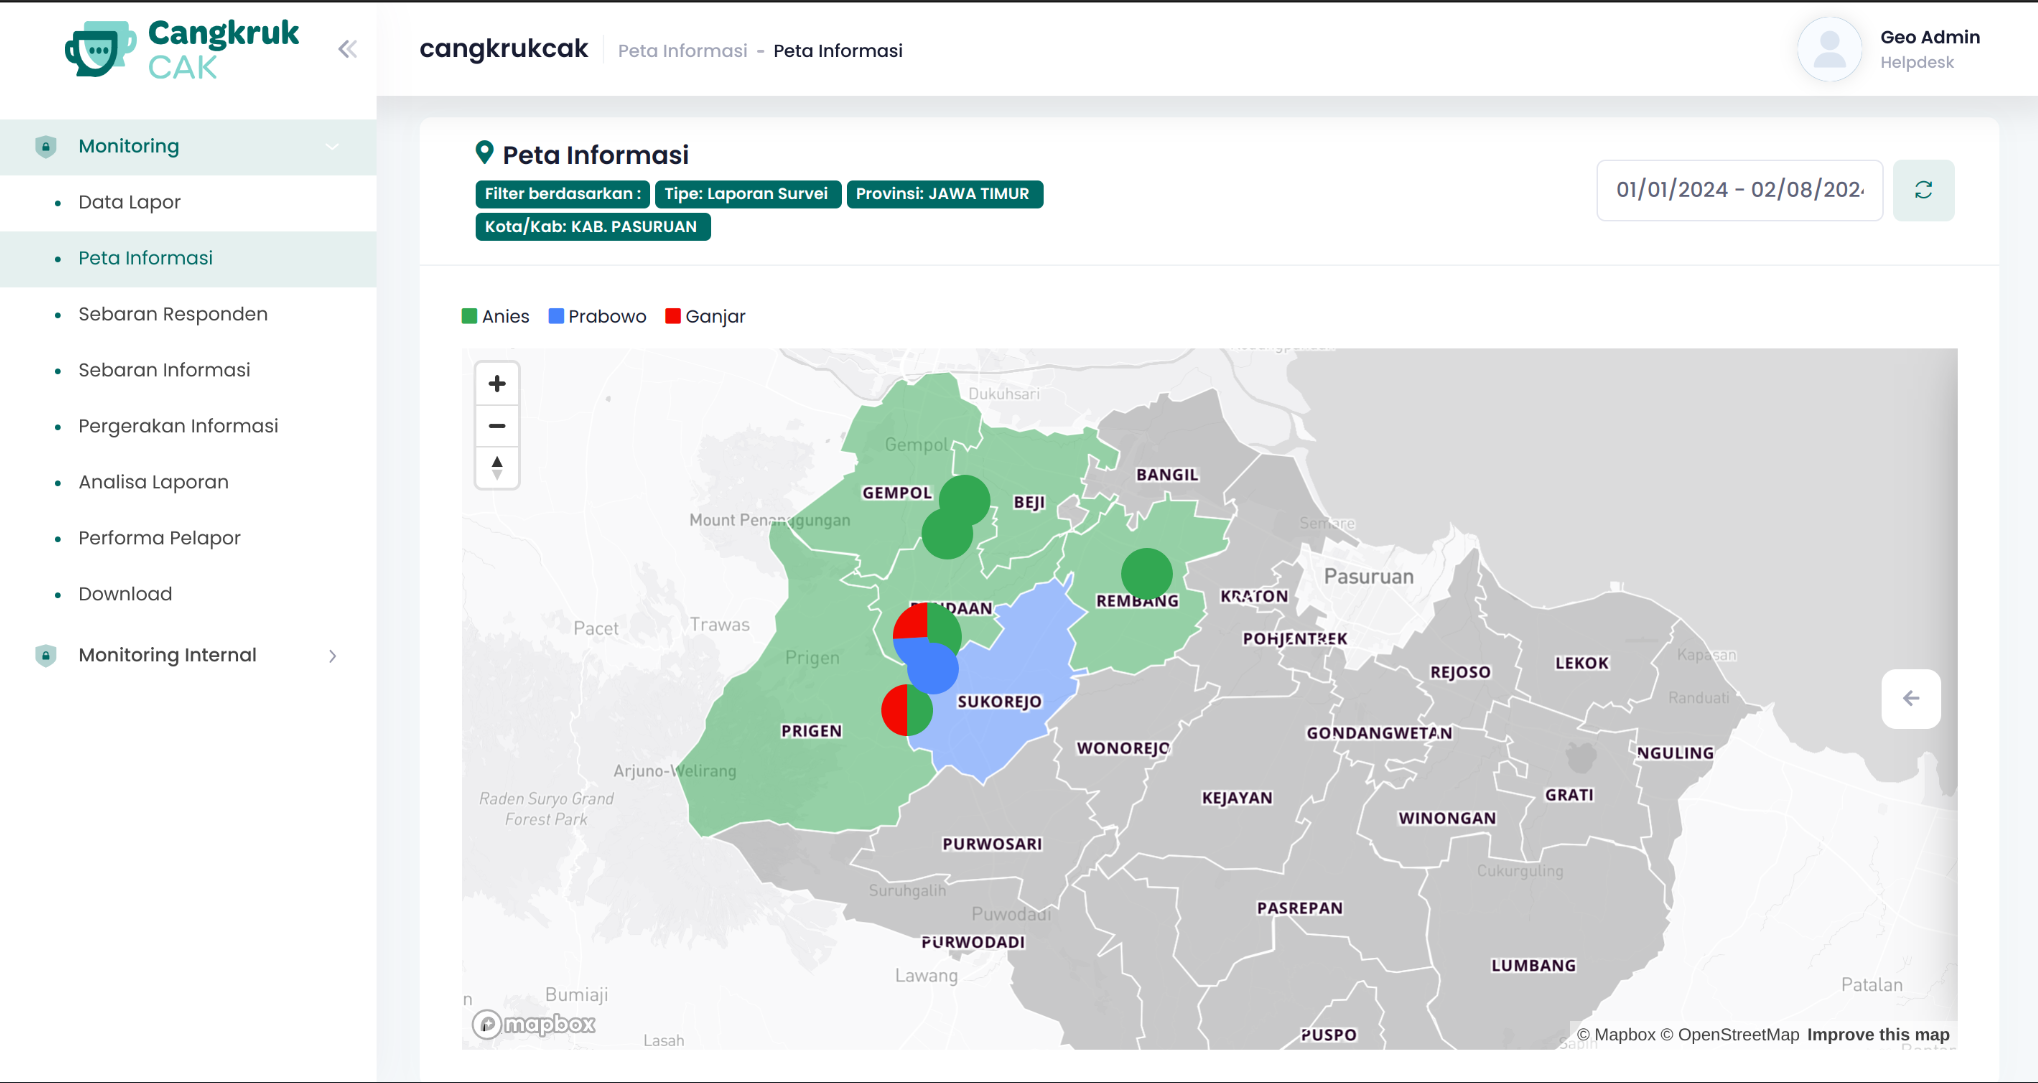 Cangkruk
CAK
cangkrukcak
Peta Informasi - Peta Informasi
Geo Admin
Helpdesk
Monitoring
Data Lapor
Peta Informasi
Sebaran Responden
Sebaran Informasi
Pergerakan Informasi
Analisa Laporan
Performa Pelapor
Download
Monitoring Internal
Peta Informasi
Filter berdasarkan :
Tipe: Laporan Survei
Provinsi: JAWA TIMUR
Kota/Kab: KAB. PASURUAN
01/01/2024 - 02/08/202
Anies
Prabowo
Ganjar
Dukuhsari
Gempol
BANGIL
GEMPOL
BEJI
Mount Penanggungan
Semare
Pasuruan
KRATON
REMBANG
Pacet
Trawas
POHJENTREK
Prigen
LEKOK
Kapasan
REJOSO
Randuati
SUKOREJO
PRIGEN
GONDANGWETAN
WONOREJO
NGULING
Arjuno-Welirang
Raden Suryo Grand
Forest Park
KEJAYAN
GRATI
WINONGAN
PURWOSARI
Cukurguling
Suruhgalih
PASREPAN
Puwodadi
PURWODADI
LUMBANG
Lawang
Patalan
Bumiaji
mapbox
PUSPO
Lasah
© Mapbox © OpenStreetMap Improve this map